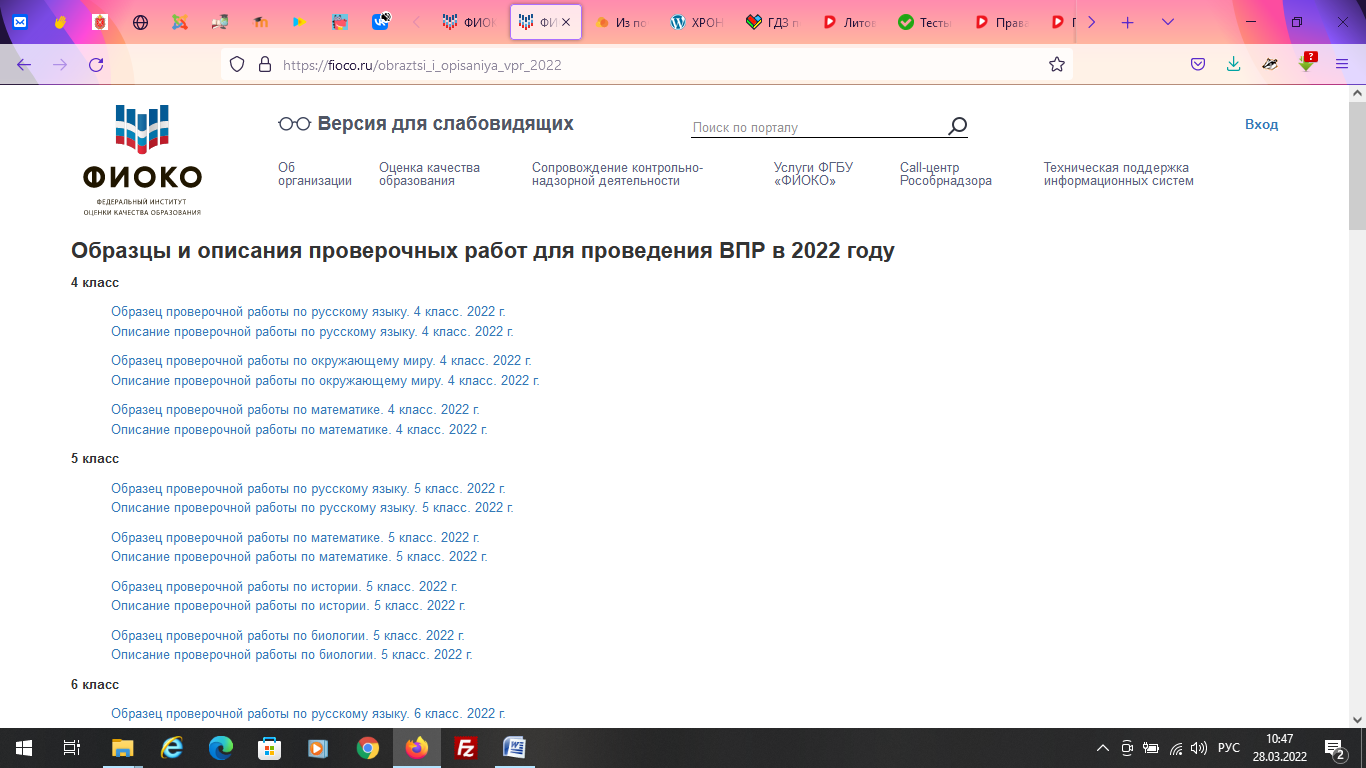 ФИОК
ФИ
Из по
ХРОН
ГДЗ п
Литов
Тесты
Права
https://fioco.ru/obraztsi_i_opisaniya_vpr_2022
ФИОКО
ФЕДЕРАЛЬНЫЙ ИНСТИТУТ
ОЦЕНКИ КАЧЕСТВА ОБРАЗОВАНИЯ
Версия для слабовидящих
Поиск по порталу
Вход
Об организации
Оценка качества образования
Сопровождение контрольно-надзорной деятельности
Услуги ФГБУ «ФИОКО»
Call-центр Рособрнадзора
Техническая поддержка информационных систем
Образцы и описания проверочных работ для проведения ВПР в 2022 году
4 класс
Образец проверочной работы по русскому языку. 4 класс. 2022 г.
Описание проверочной работы по русскому языку. 4 класс. 2022 г.
Образец проверочной работы по окружающему миру. 4 класс. 2022 г.
Описание проверочной работы по окружающему миру. 4 класс. 2022 г.
Образец проверочной работы по математике. 4 класс. 2022 г.
Описание проверочной работы по математике. 4 класс. 2022 г.
5 класс
Образец проверочной работы по русскому языку. 5 класс. 2022 г.
Описание проверочной работы по русскому языку. 5 класс. 2022 г.
Образец проверочной работы по математике. 5 класс. 2022 г.
Описание проверочной работы по математике. 5 класс. 2022 г.
Образец проверочной работы по истории. 5 класс. 2022 г.
Описание проверочной работы по истории. 5 класс. 2022 г.
Образец проверочной работы по биологии. 5 класс. 2022 г.
Описание проверочной работы по биологии. 5 класс. 2022 г.
6 класс
Образец проверочной работы по русскому языку. 6 класс. 2022 г.
РУС
10:47
28.03.2022
2